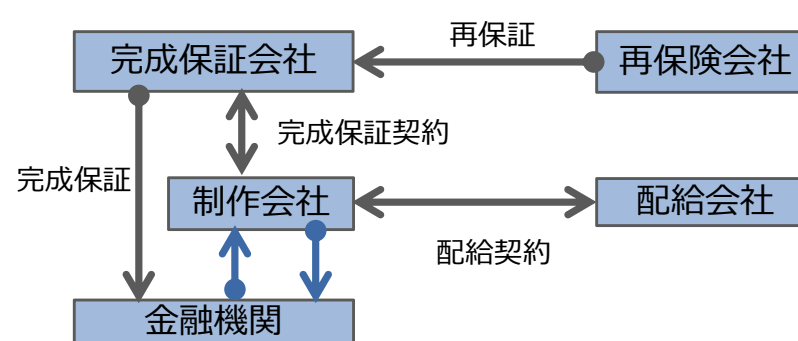 再保証
完成保証会社
再保険会社
完成保証契約
完成保証
制作会社
配給会社
配給契約
金融機関